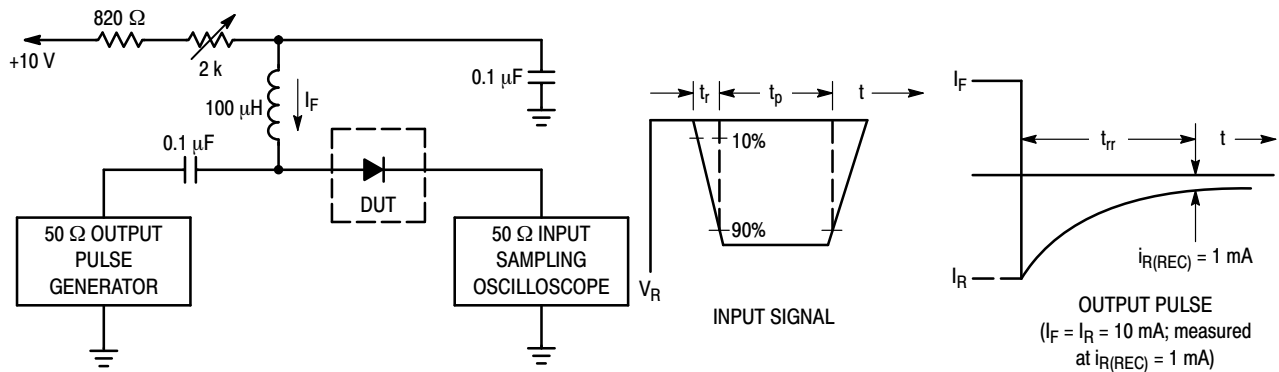 820 Ω
+10 V
2 k
0.1 μF
100 μH
I_F
0.1 μF
DUT
50 Ω OUTPUT
PULSE
GENERATOR
50 Ω INPUT
SAMPLING
OSCILLOSCOPE
t_r
t_p
t
10%
90%
V_R
INPUT SIGNAL
I_F
t_rr
t
I_R
i_R(REC) = 1 mA
OUTPUT PULSE
(I_F = I_R = 10 mA; measured
at i_R(REC) = 1 mA)